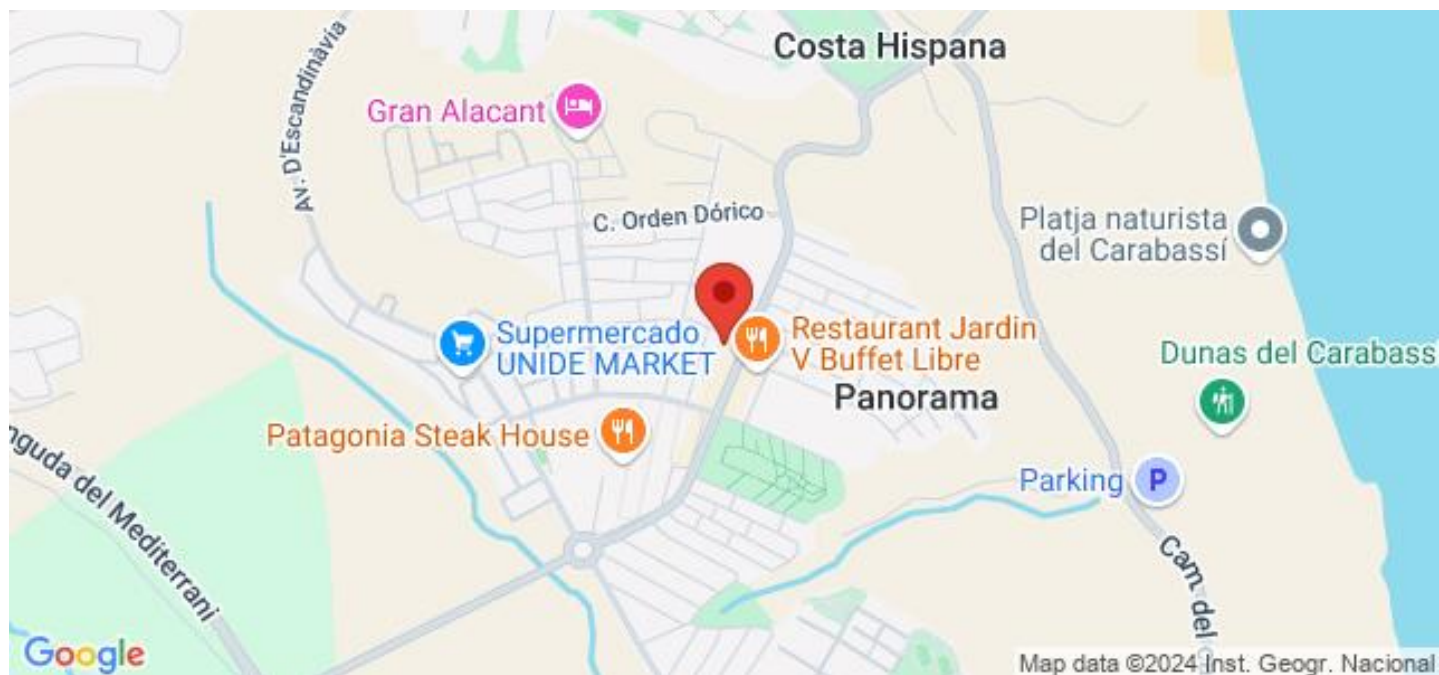 Costa Hispana
Av. D'Escandinàvia
Gran Alacant
C. Orden Dórico
Platja naturista
del Carabassí
Supermercado
UNIDE MARKET
Restaurant Jardin
V Buffet Libre
Dunas del Carabass
Panorama
Patagonia Steak House
Parking
P
nguda del Mediterrani
Cam. del
Google
Map data ©2024 Inst. Geogr. Nacional